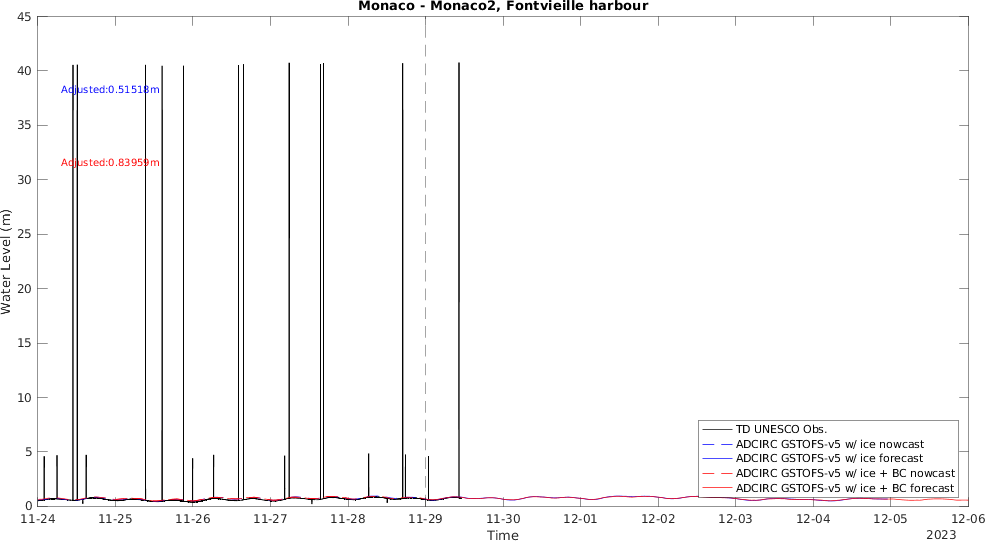 Monaco - Monaco2, Fontvieille harbour
45
40
35
30
25
20
15
10
5
0
Water Level (m)
Adjusted:0.51518m
Adjusted:0.83959m
TD UNESCO Obs.
ADCIRC GSTOFS-v5 w/ ice nowcast
ADCIRC GSTOFS-v5 w/ ice forecast
ADCIRC GSTOFS-v5 w/ ice + BC nowcast
ADCIRC GSTOFS-v5 w/ ice + BC forecast
11-24 11-25 11-26 11-27 11-28 11-29 11-30 12-01 12-02 12-03 12-04 12-05 12-06
Time
2023